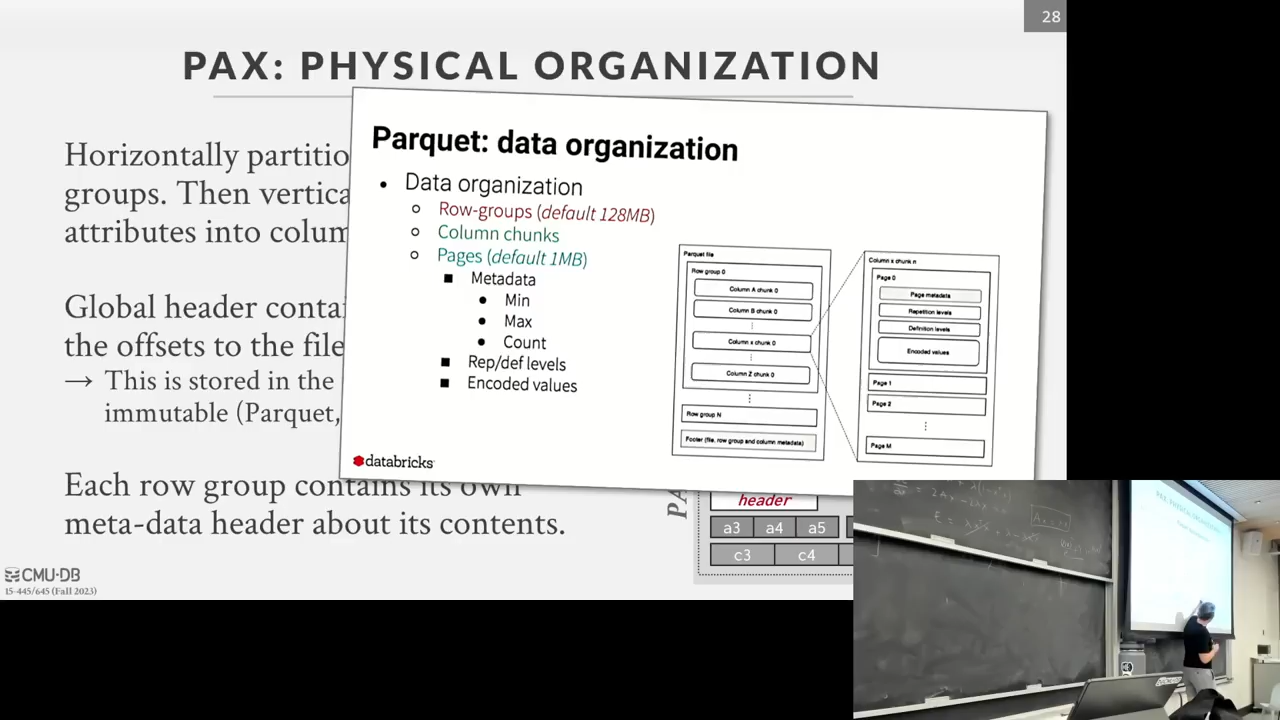 28
PAX: PHYSICAL ORGANIZATION
Horizontally partitio
groups. Then vertica
attributes into colum
Global header contai
the offsets to the file
→ This is stored in the
immutable (Parquet,
Each row group contains its own
meta-data header about its contents.
Parquet: data organization
• Data organization
Row-groups (default 128MB)
Column chunks
Pages (default 1MB)
Metadata
Min
Max
Count
Rep/def levels
Encoded values
databricks
Parquet file
Row group 0
Column A chunk 0
Column B chunk 0
Column x chunk 0
Column Z chunk 0
Row group N
Footer (file, row group and column metadata)
Column x chunk n
Page 0
Page metadata
Repetition levels
Definition levels
Encoded values
Page 1
Page 2
Page M
PA
header
a3 a4 a5
c3 c4
CMU·DB
15-445/645 (Fall 2023)
PAX: PHYSICAL ORGANIZATION